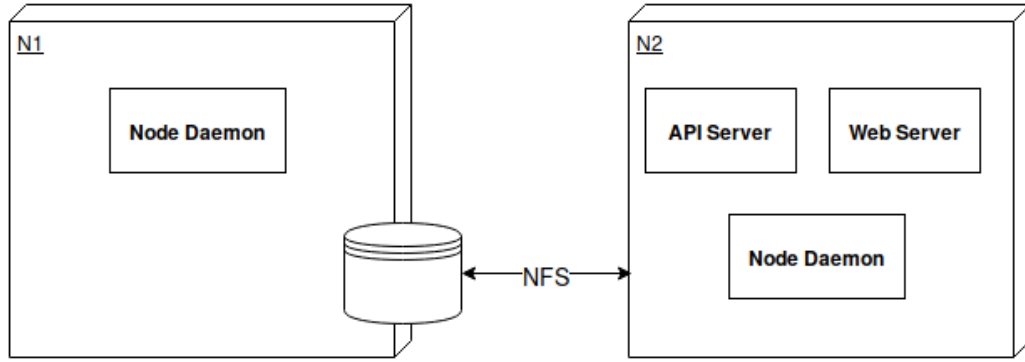 N1
Node Daemon
NFS
N2
API Server
Web Server
Node Daemon